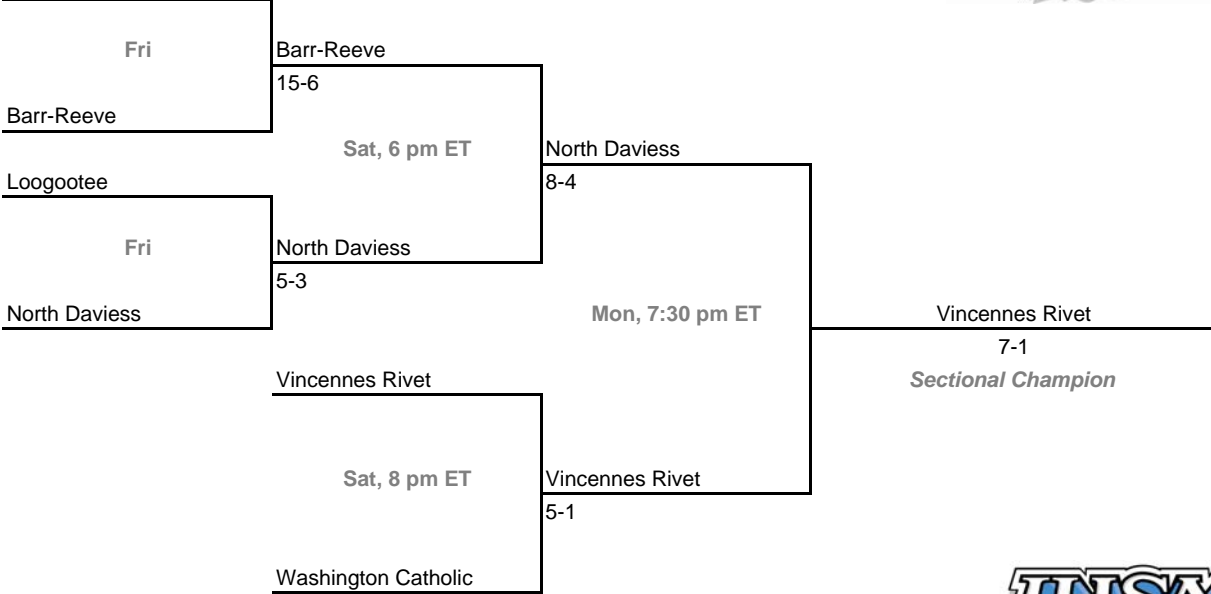 Fri
Barr-Reeve
15-6
Barr-Reeve
Sat, 6 pm ET
North Daviess
Loogootee
8-4
Fri
North Daviess
5-3
North Daviess
Mon, 7:30 pm ET
Vincennes Rivet
7-1
Vincennes Rivet
Sectional Champion
Sat, 8 pm ET
Vincennes Rivet
5-1
Washington Catholic